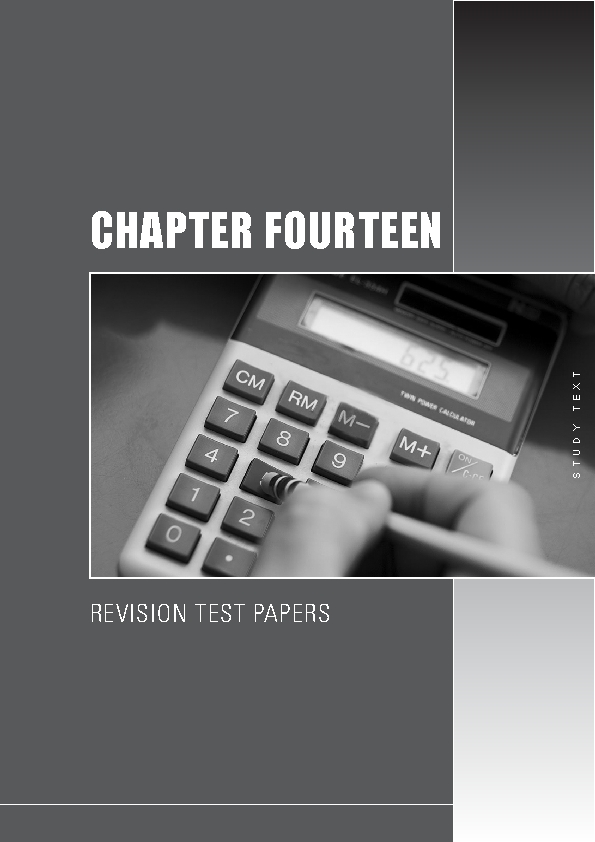 CHAPTER FOURTEEN
625.
TWIN POWER CALCULATOR
CM
RM
M−
M+
7
8
9
ON/C·CE
4
1
2
0
.
STUDY TEXT
REVISION TEST PAPERS